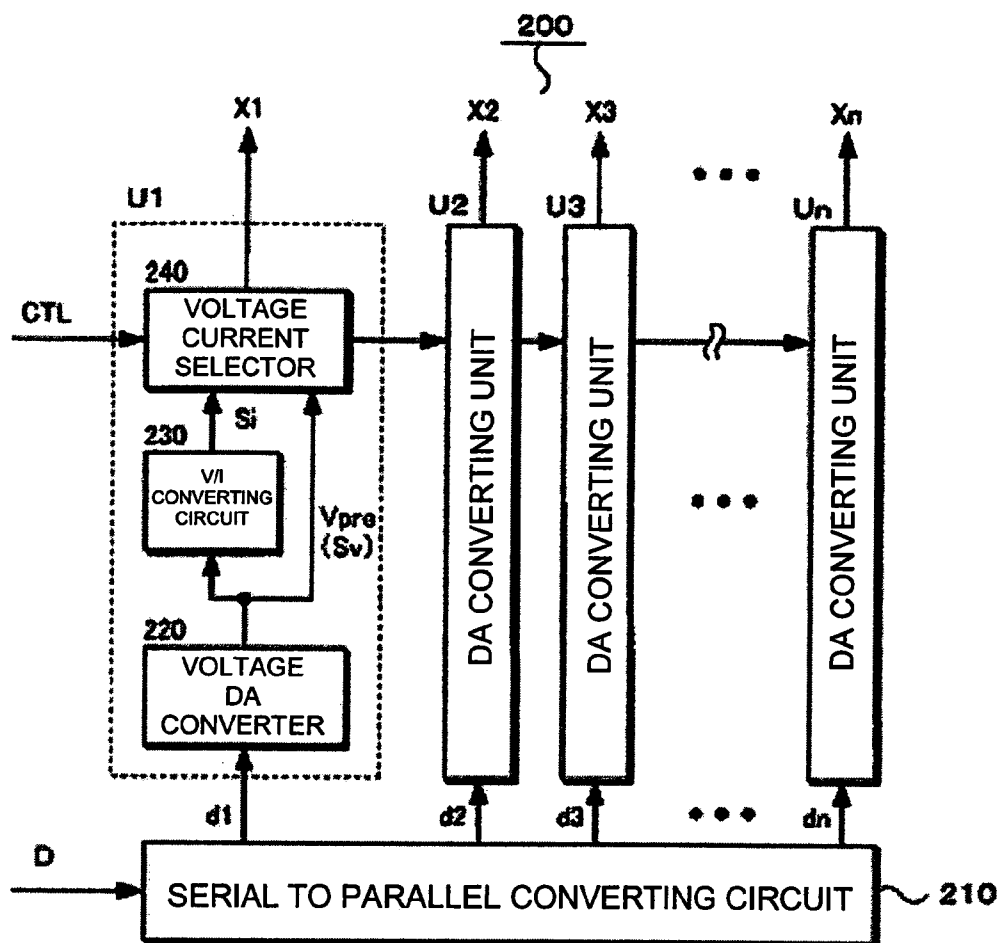 200
X1
X2
X3
Xn
U1
U2
U3
Un
240
CTL
VOLTAGE
CURRENT
SELECTOR
Si
230
V/I
CONVERTING
CIRCUIT
Vpre
(Sv)
220
VOLTAGE
DA
CONVERTER
DA CONVERTING UNIT
DA CONVERTING UNIT
DA CONVERTING UNIT
d1
d2
d3
dn
D
SERIAL TO PARALLEL CONVERTING CIRCUIT
210